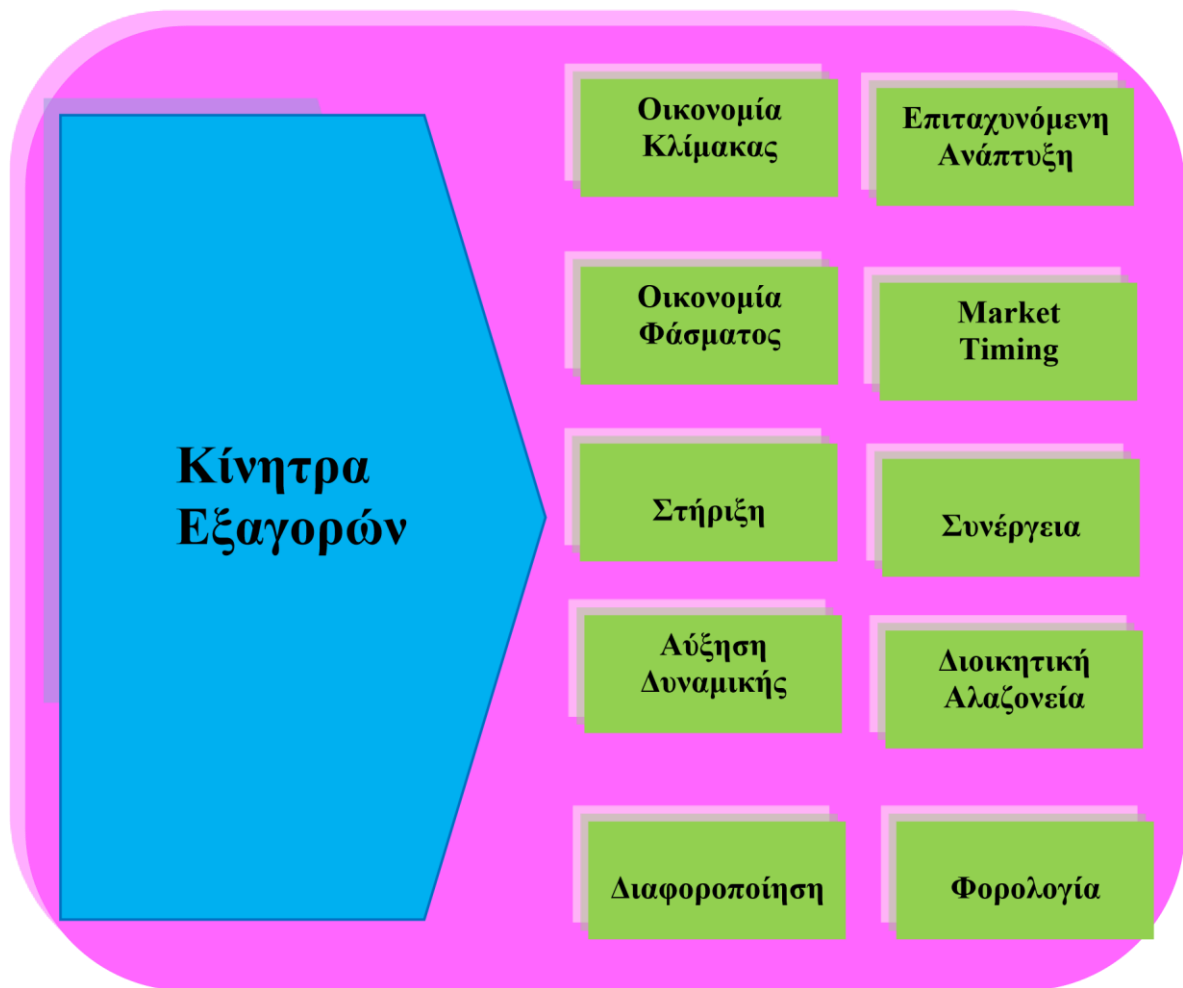 Κίνητρα
Εξαγορών
Οικονομία
Κλίμακας
Επιταχυνόμενη
Ανάπτυξη
Οικονομία
Φάσματος
Market
Timing
Στήριξη
Συνέργεια
Αύξηση
Δυναμικής
Διοικητική
Αλαζονεία
Διαφοροποίηση
Φορολογία